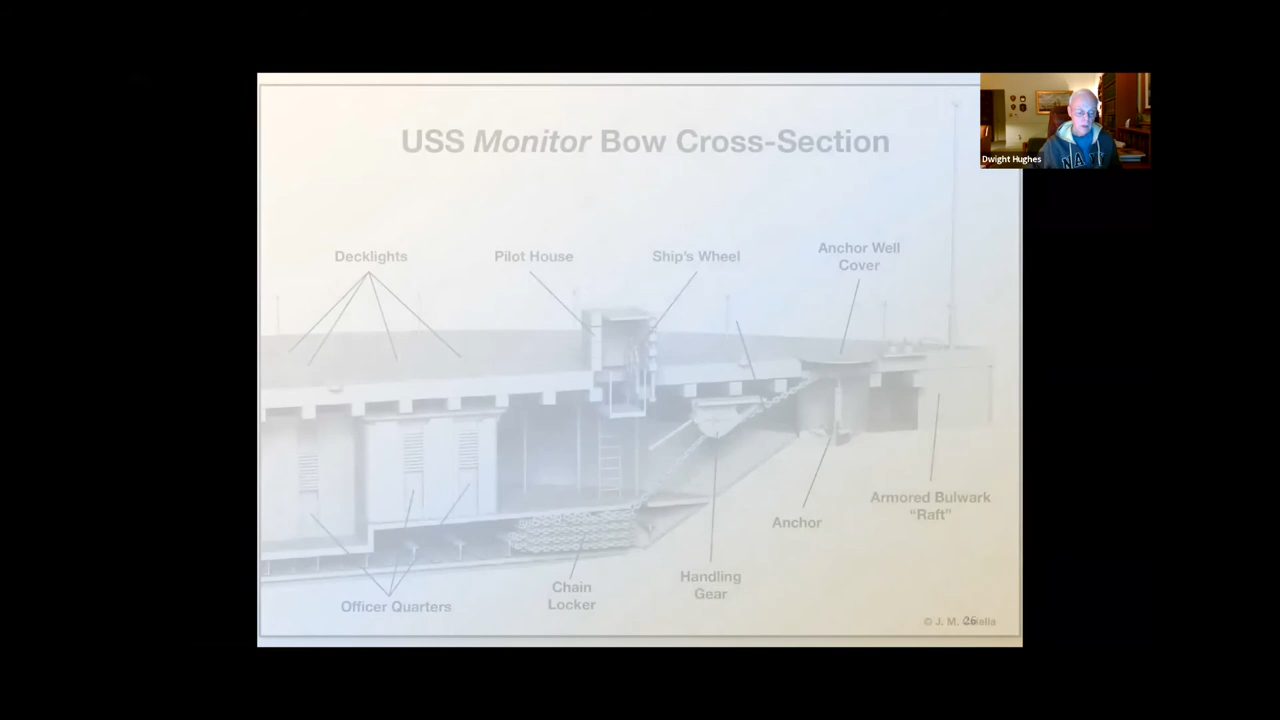 USS Monitor Bow Cross-Section
Dwight Hughes
Decklights
Pilot House
Ship's Wheel
Anchor Well
Cover
Armored Bulwark
“Raft”
Anchor
Handling
Gear
Chain
Locker
Officer Quarters
© J. M.
26